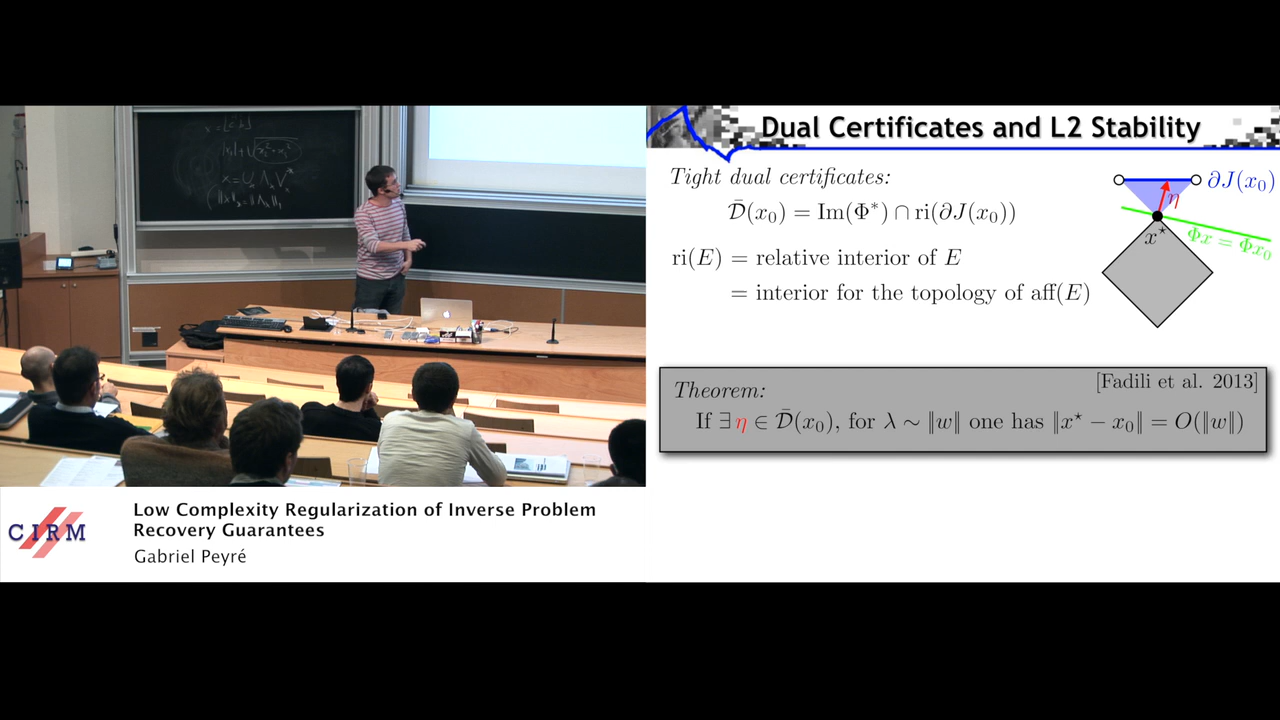 x = [a,b]
Dual Certificates and L2 Stability
Tight dual certificates:
∂J(x₀)
η
D̄(x₀) = Im(Φ*) ∩ ri(∂J(x₀))
x⋆
Φx = Φx₀
ri(E) = relative interior of E
= interior for the topology of aff(E)
Theorem:
[Fadili et al. 2013]
If ∃ η ∈ D̄(x₀), for λ ∼ ‖w‖ one has ‖x⋆ − x₀‖ = O(‖w‖)
CIRM
Low Complexity Regularization of Inverse Problem
Recovery Guarantees
Gabriel Peyré